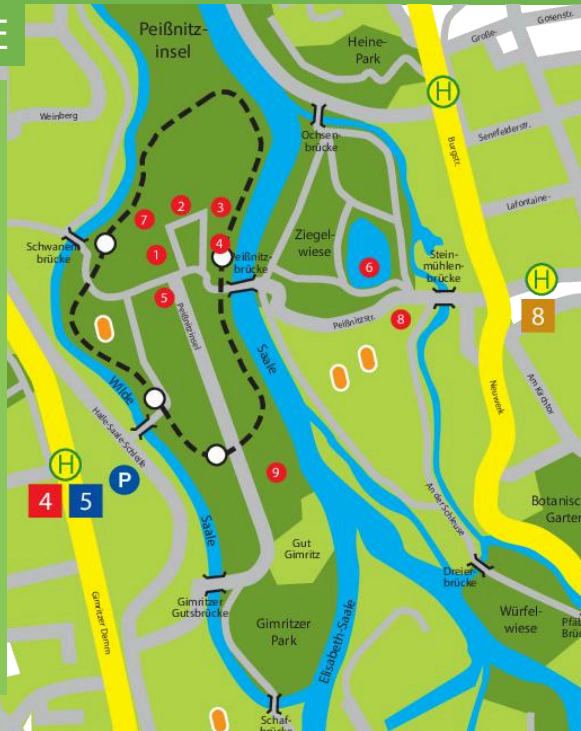 E
Peißnitz-
insel
Heine-
Park
Große-
Gosenstr.
H
Weinberg
Ochsen-
brücke
Burgstr.
Senefelderstr.
Lafontaine-
2
3
7
1
4
Schwanen-
brücke
Ziegel-
wiese
Peißnitz-
brücke
6
Stein-
mühlen-
brücke
H
8
5
Peißnitzinsel
Peißnitzstr.
8
Saale
Wilde
Neuwerk
Am Kirchtor
Halle-Saale-Schleife
H
P
4
5
9
Saale
An der Schleuse
Botanisc
Garten
Gut
Gimritz
Dreier-
brücke
Gimritzer
Gutsbrücke
Gimritzer
Park
Elisabeth-Saale
Würfel-
wiese
Gimritzer Damm
Schaf-
brücke